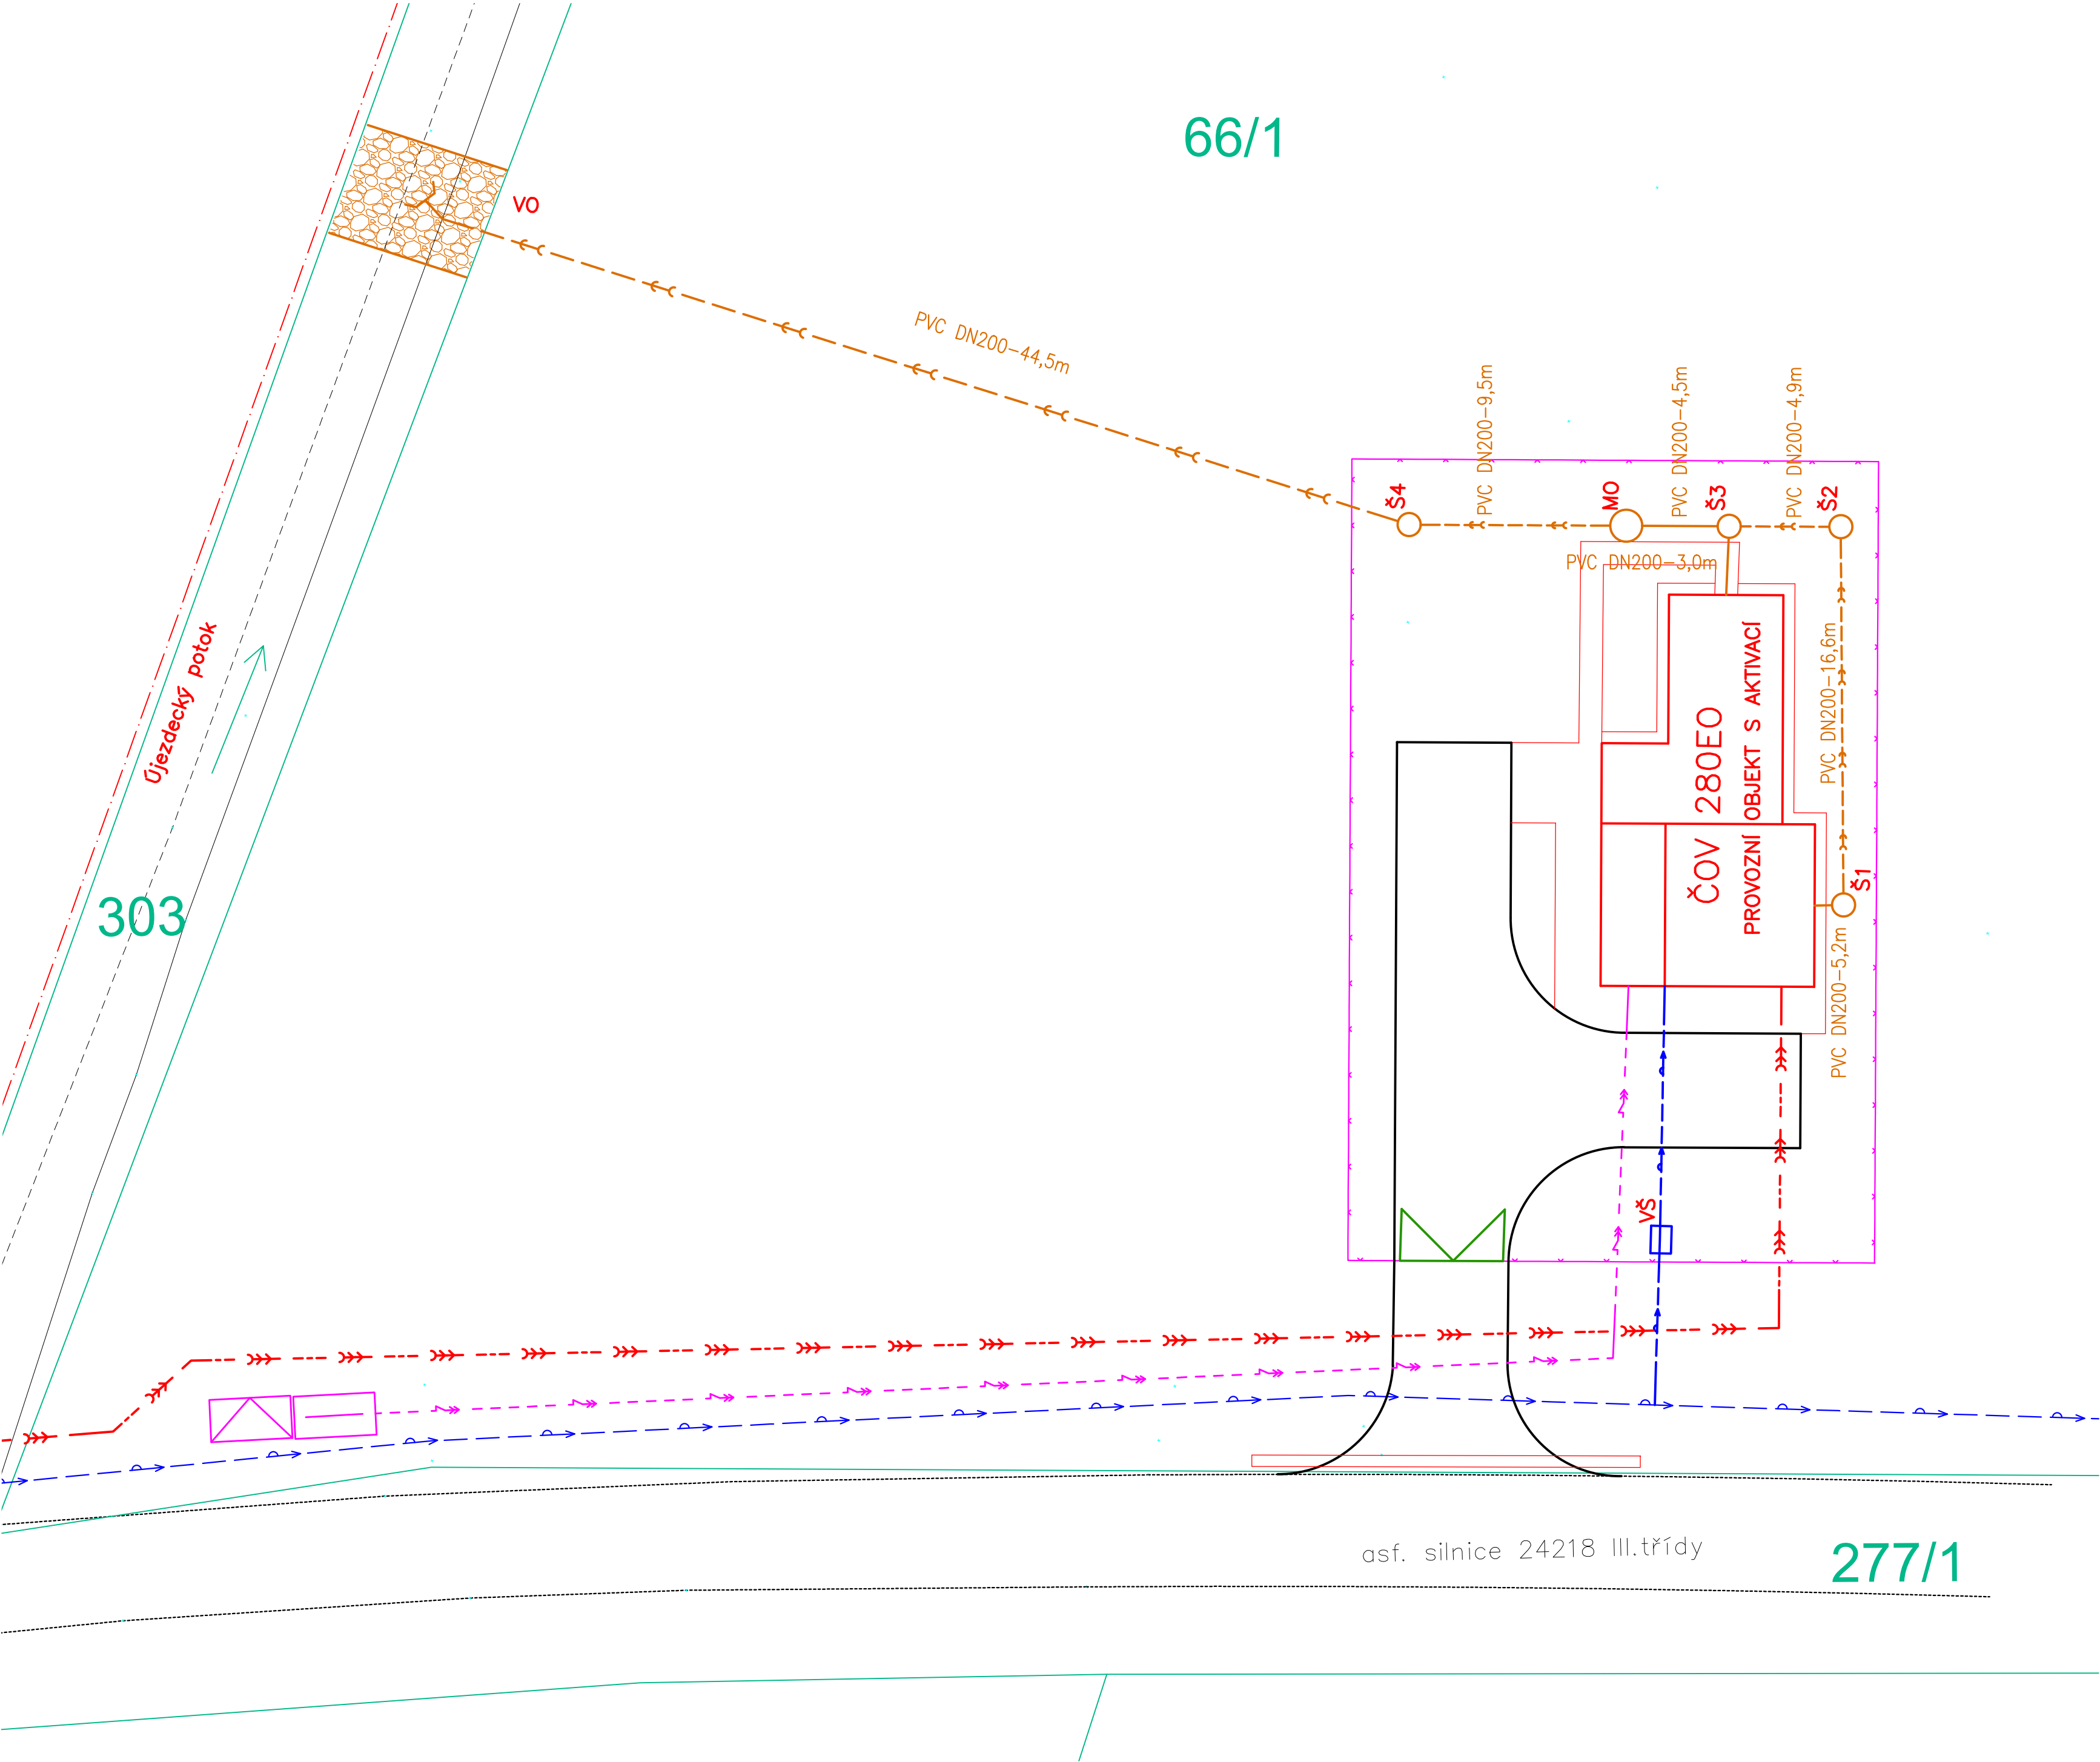 66/1
VO
PVC DN200-44,5m
PVC DN200-9,5m
PVC DN200-4,5m
PVC DN200-4,9m
Š4
MO
Š3
Š2
PVC DN200-3,0m
Újezdecký potok
PVC DN200-16,6m
ČOV 280EO
PROVOZNÍ OBJEKT S AKTIVACÍ
Š1
303
PVC DN200-5,2m
VŠ
asf. silnice 24218 III.třídy
277/1